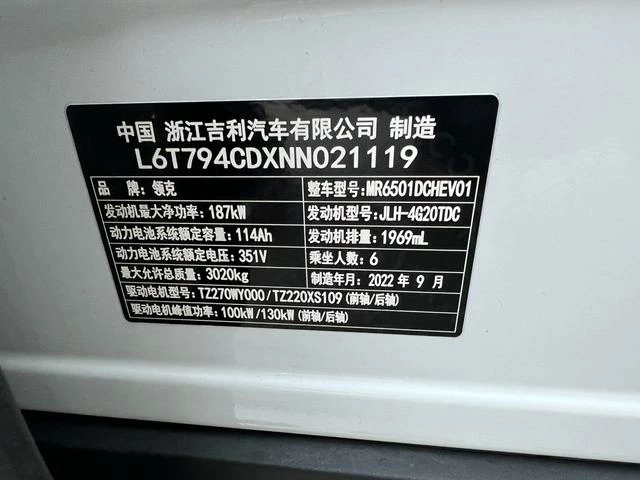 中国 浙江吉利汽车有限公司 制造
L6T794CDXNN021119
品 牌：领克 整车型号：MR6501DCHEV01
发动机最大净功率：187kW 发动机型号：JLH-4G20TDC
动力电池系统额定容量：114Ah 发动机排量：1969mL
动力电池系统额定电压：351V 乘坐人数：6
最大允许总质量：3020kg 制造年月：2022 年 9 月
驱动电机型号：TZ270WY000/TZ220XS109(前轴/后轴)
驱动电机峰值功率：100kW/130kW(前轴/后轴)